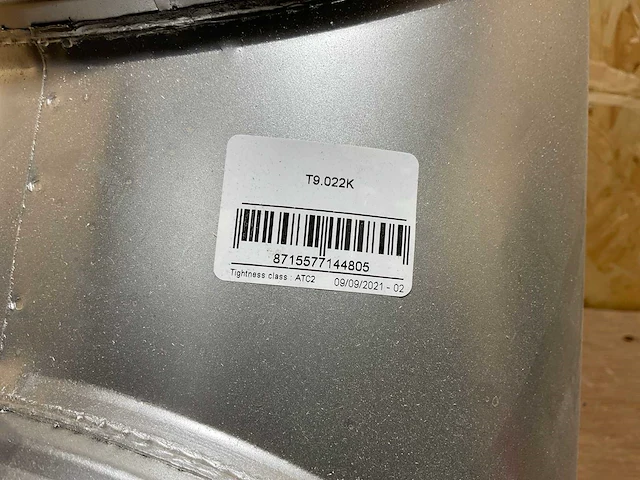 T9.022K
8715577144805
Tightness class : ATC2 09/09/2021 - 02